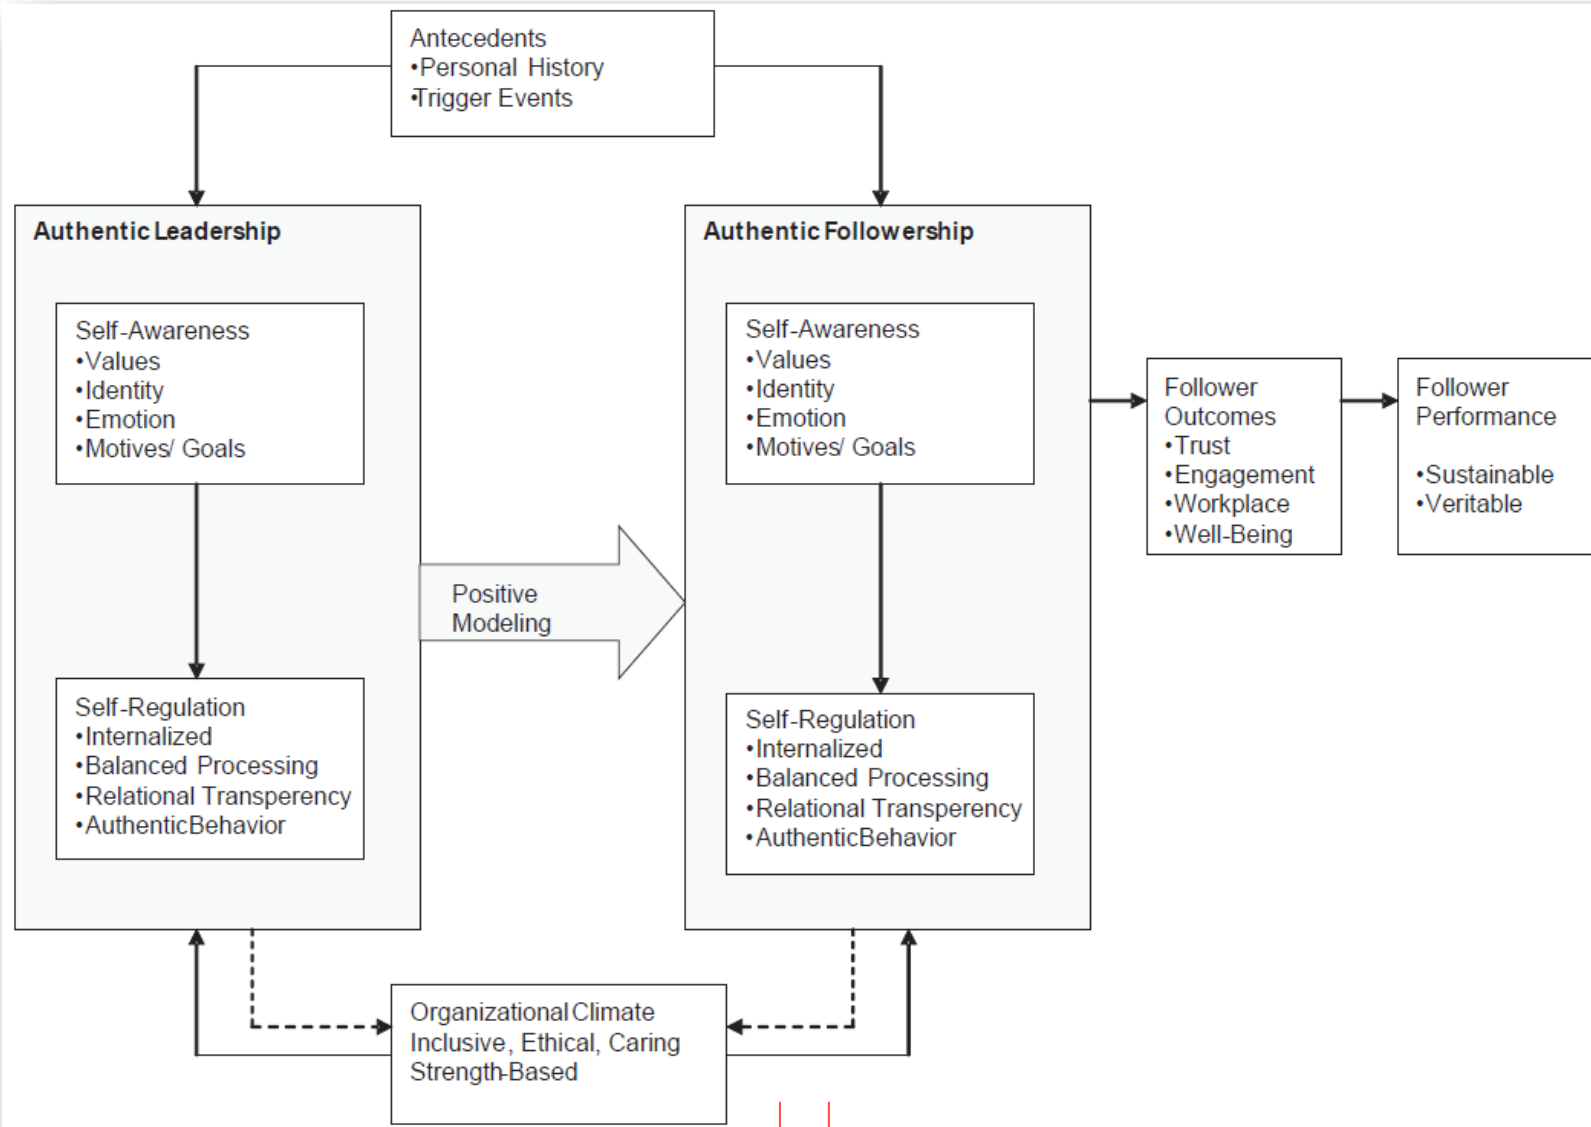 Antecedents
•Personal History
•Trigger Events
Authentic Leadership
Self-Awareness
•Values
•Identity
•Emotion
•Motives/ Goals
Self-Regulation
•Internalized
•Balanced Processing
•Relational Transperency
•AuthenticBehavior
Positive
Modeling
Authentic Followership
Self-Awareness
•Values
•Identity
•Emotion
•Motives/ Goals
Self-Regulation
•Internalized
•Balanced Processing
•Relational Transperency
•AuthenticBehavior
Follower
Outcomes
•Trust
•Engagement
•Workplace
•Well-Being
Follower
Performance
•Sustainable
•Veritable
Organizational Climate
Inclusive, Ethical, Caring
Strength-Based